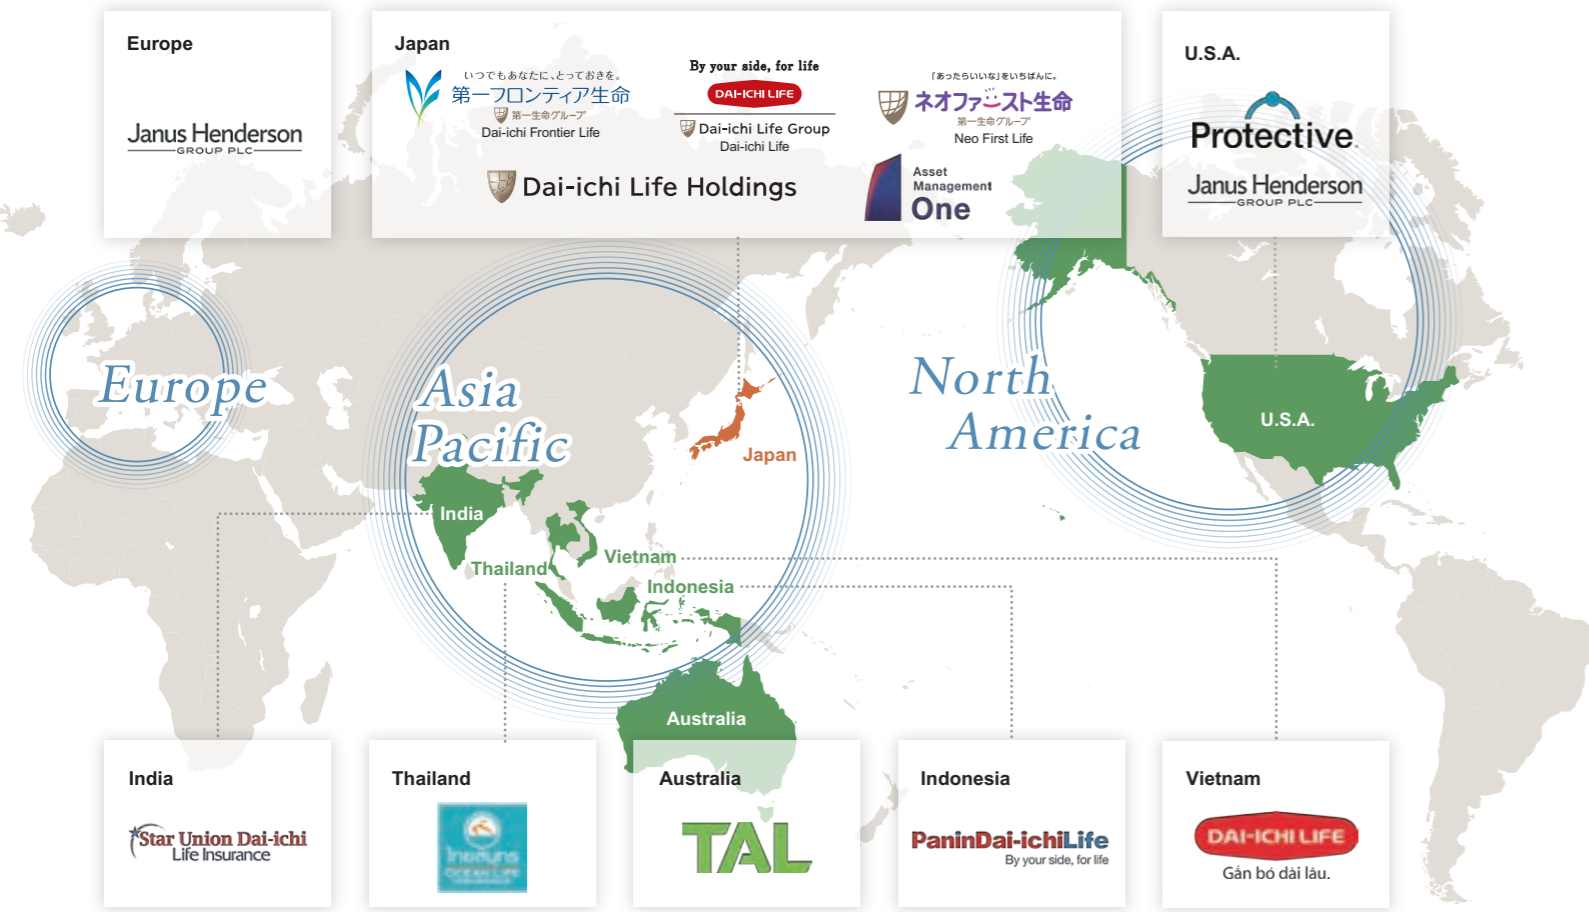 Europe
Janus Henderson
GROUP PLC
Japan
いつでもあなたに、とっておきを。
第一フロンティア生命
第一生命グループ
Dai-ichi Frontier Life
By your side, for life
DAI-ICHI LIFE
Dai-ichi Life Group
Dai-ichi Life
「あったらいいな」をいちばんに。
ネオファースト生命
第一生命グループ
Neo First Life
Dai-ichi Life Holdings
Asset
Management
One
U.S.A.
Protective
Janus Henderson
GROUP PLC
Europe
Asia
Pacific
North
America
U.S.A.
Japan
India
Thailand
Vietnam
Indonesia
Australia
India
Star Union Dai-ichi
Life Insurance
Thailand
OCEAN LIFE
Australia
TAL
Indonesia
PaninDai-ichiLife
By your side, for life
Vietnam
DAI-ICHI LIFE
Gắn bó dài lâu.